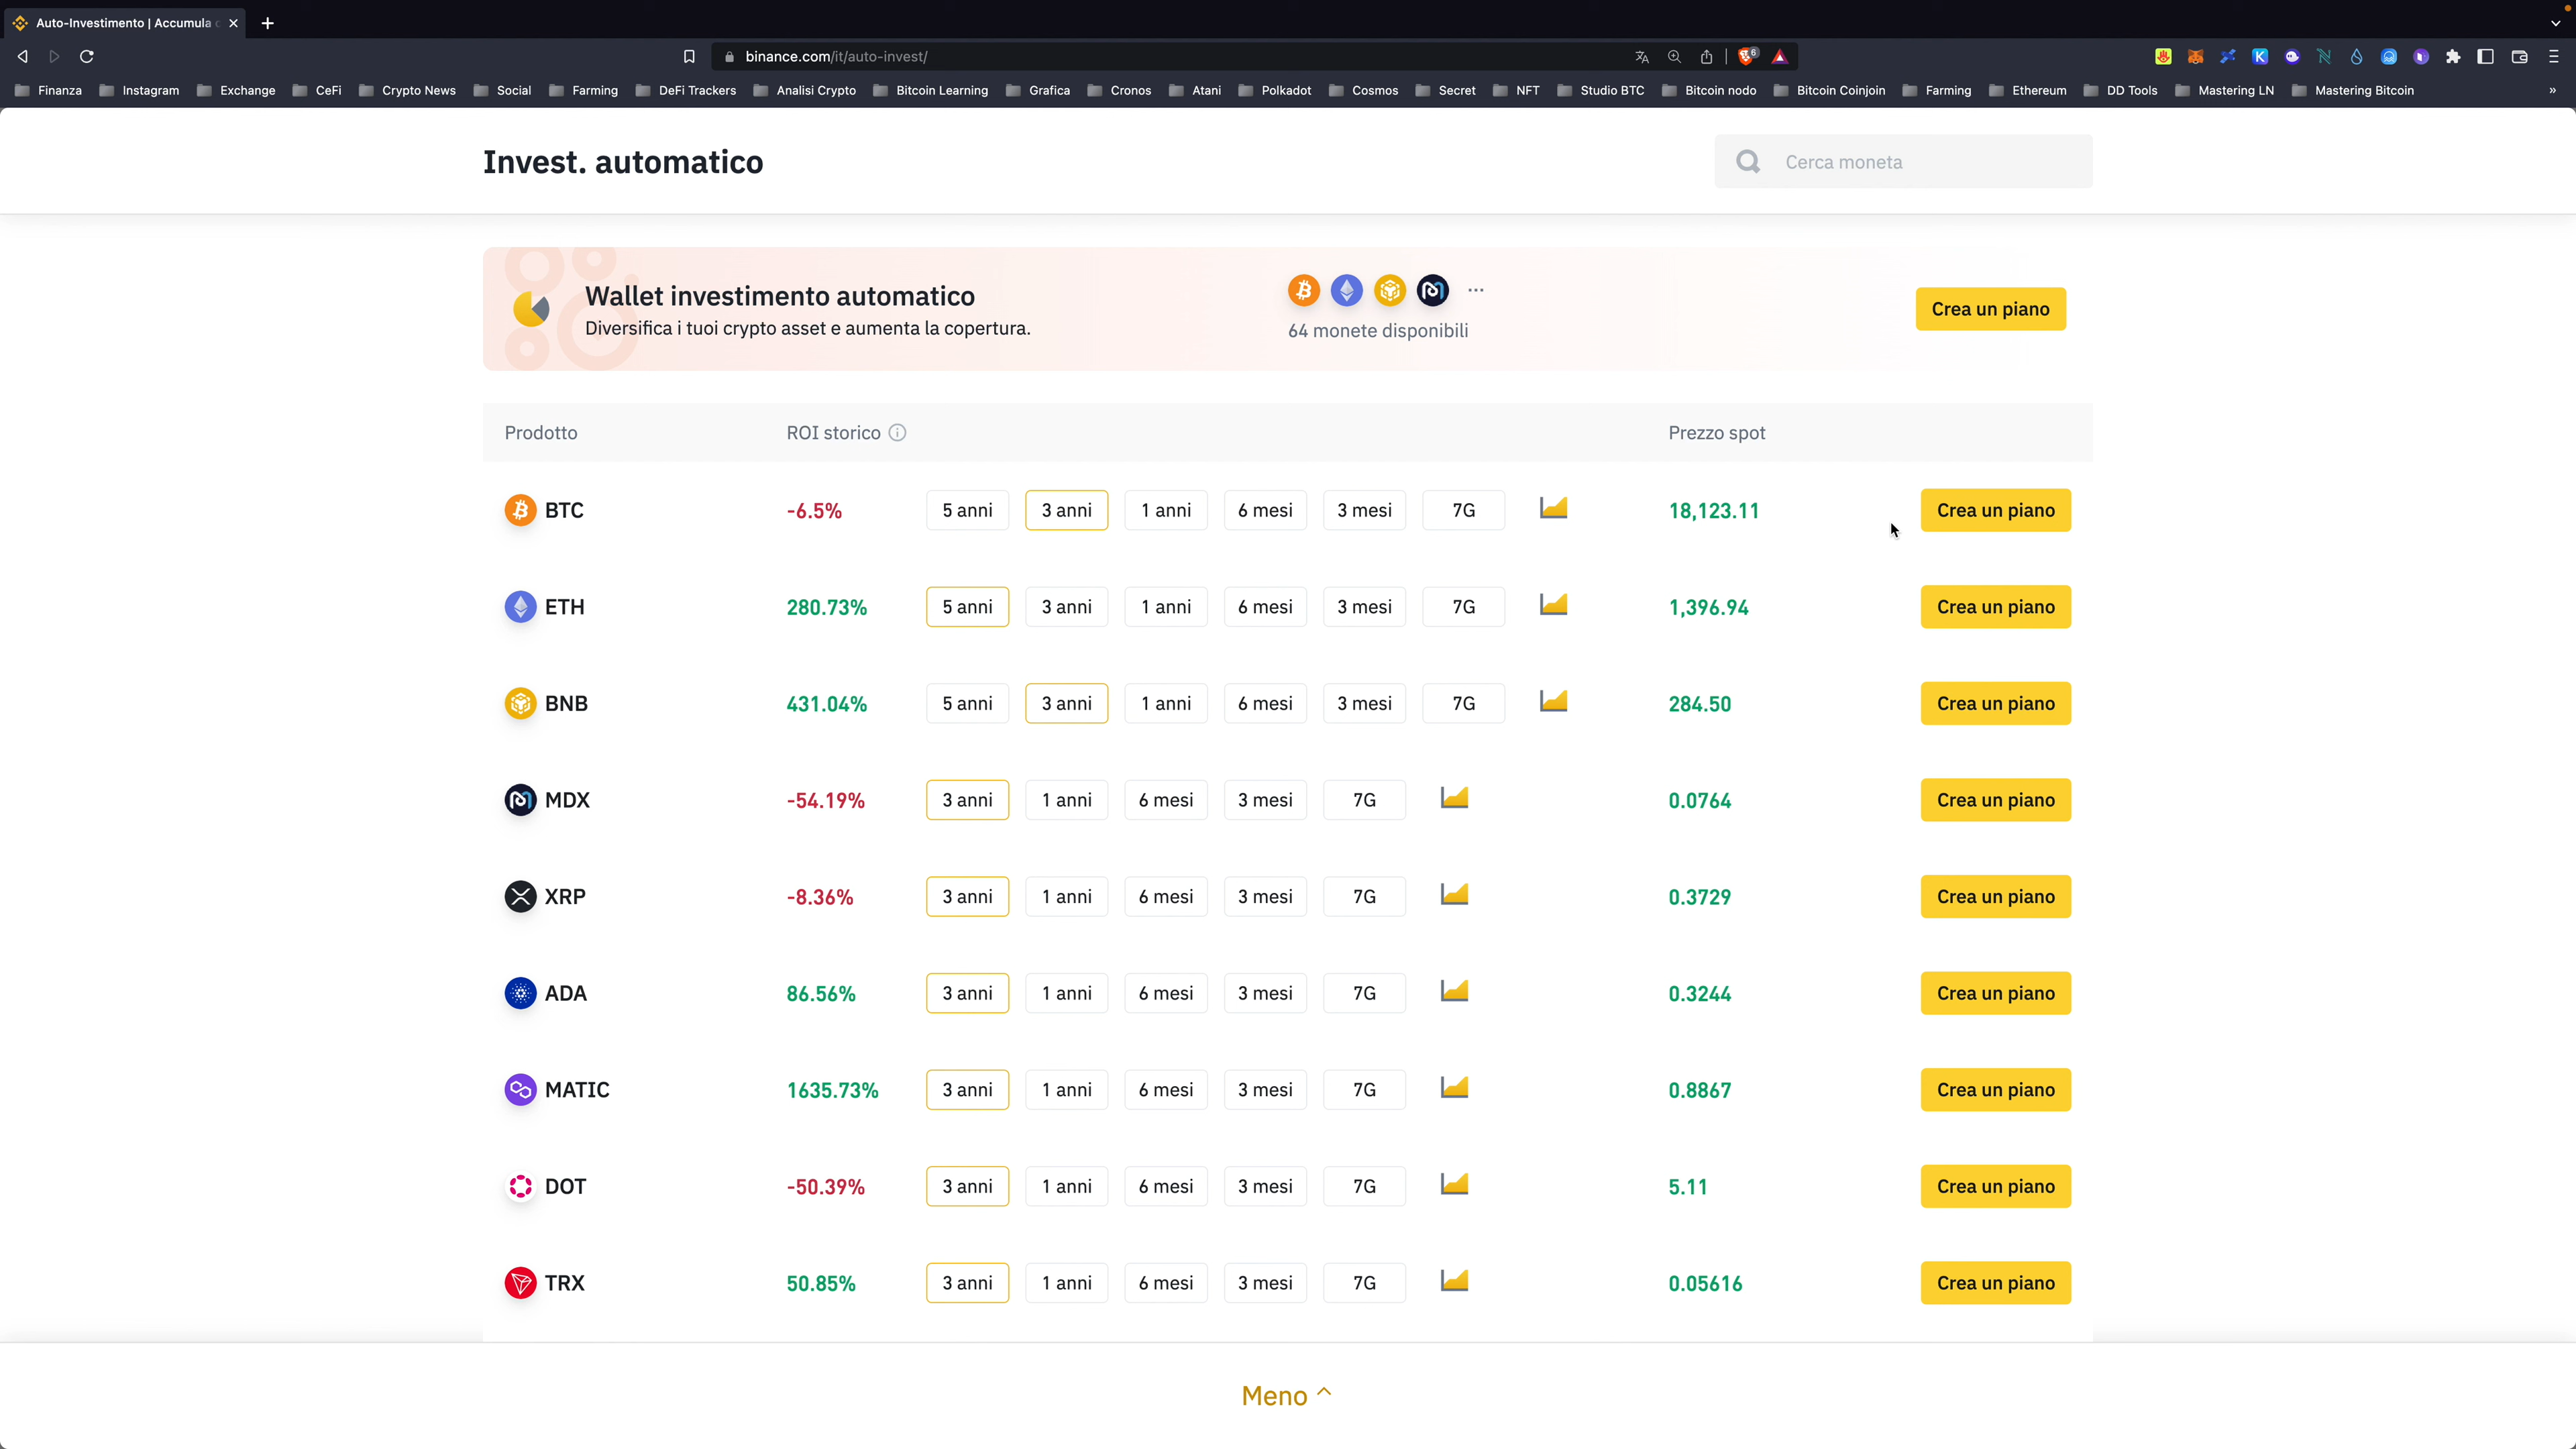 Auto-Investimento | Accumula
binance.com/it/auto-invest/
6
Finanza Instagram Exchange CeFi Crypto News Social Farming DeFi Trackers Analisi Crypto Bitcoin Learning Grafica Cronos Atani Polkadot Cosmos Secret NFT Studio BTC Bitcoin nodo Bitcoin Coinjoin Farming Ethereum DD Tools Mastering LN Mastering Bitcoin »
Invest. automatico
Cerca moneta
Wallet investimento automatico
Diversifica i tuoi crypto asset e aumenta la copertura.
64 monete disponibili
Crea un piano
Prodotto ROI storico Prezzo spot
BTC -6.5% 5 anni 3 anni 1 anni 6 mesi 3 mesi 7G 18,123.11 Crea un piano
ETH 280.73% 5 anni 3 anni 1 anni 6 mesi 3 mesi 7G 1,396.94 Crea un piano
BNB 431.04% 5 anni 3 anni 1 anni 6 mesi 3 mesi 7G 284.50 Crea un piano
MDX -54.19% 3 anni 1 anni 6 mesi 3 mesi 7G 0.0764 Crea un piano
XRP -8.36% 3 anni 1 anni 6 mesi 3 mesi 7G 0.3729 Crea un piano
ADA 86.56% 3 anni 1 anni 6 mesi 3 mesi 7G 0.3244 Crea un piano
MATIC 1635.73% 3 anni 1 anni 6 mesi 3 mesi 7G 0.8867 Crea un piano
DOT -50.39% 3 anni 1 anni 6 mesi 3 mesi 7G 5.11 Crea un piano
TRX 50.85% 3 anni 1 anni 6 mesi 3 mesi 7G 0.05616 Crea un piano
Meno